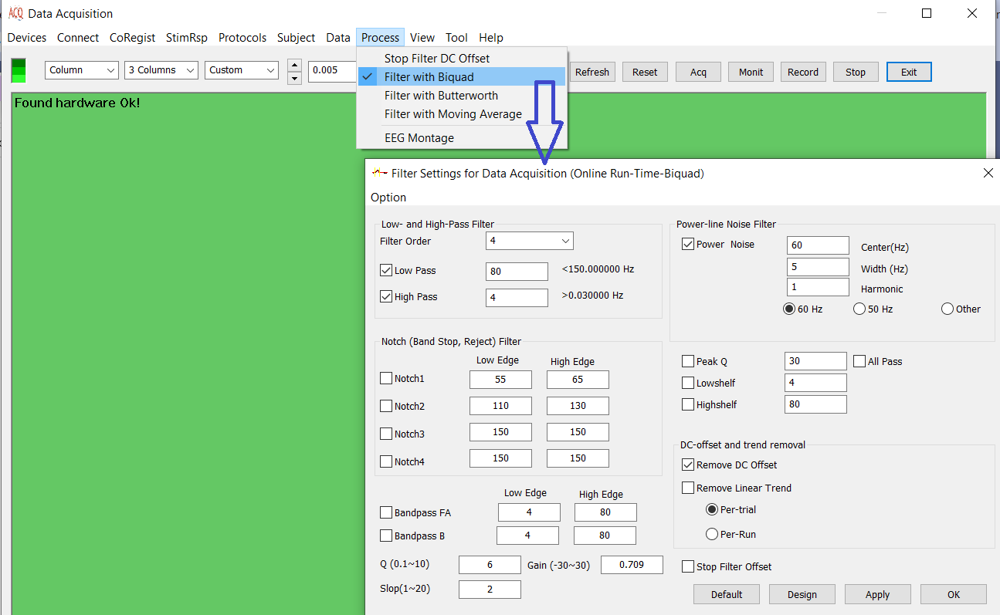 ACQ Data Acquisition
Devices Connect CoRegist StimRsp Protocols Subject Data Process View Tool Help
Column 3 Columns Custom 0.005 Refresh Reset Acq Monit Record Stop Exit
Stop Filter DC Offset
Filter with Biquad
Filter with Butterworth
Filter with Moving Average
EEG Montage
Found hardware Ok!
Filter Settings for Data Acquisition (Online Run-Time-Biquad)
Option
Low- and High-Pass Filter
Filter Order 4
Low Pass 80 <150.000000 Hz
High Pass 4 >0.030000 Hz
Notch (Band Stop, Reject) Filter
Low Edge High Edge
Notch1 55 65
Notch2 110 130
Notch3 150 150
Notch4 150 150
Low Edge High Edge
Bandpass FA 4 80
Bandpass B 4 80
Q (0.1~10) 6 Gain (-30~30) 0.709
Slop(1~20) 2
Power-line Noise Filter
Power Noise 60 Center(Hz)
5 Width (Hz)
1 Harmonic
60 Hz 50 Hz Other
Peak Q 30 All Pass
Lowshelf 4
Highshelf 80
DC-offset and trend removal
Remove DC Offset
Remove Linear Trend
Per-trial
Per-Run
Stop Filter Offset
Default Design Apply OK